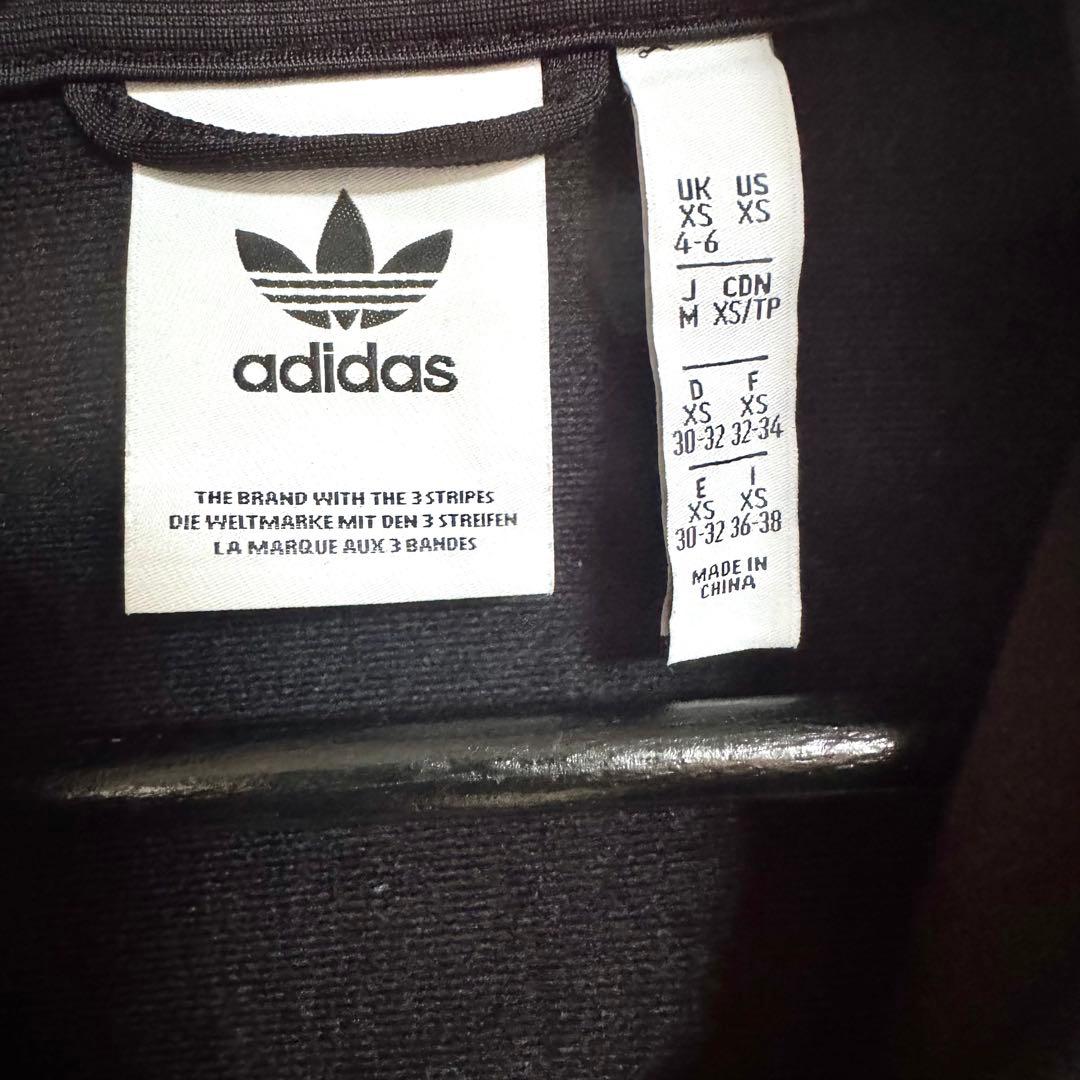 adidas
THE BRAND WITH THE 3 STRIPES
DIE WELTMARKE MIT DEN 3 STREIFEN
LA MARQUE AUX 3 BANDES
UK US
XS XS
4-6
J CDN
M XS/TP
D F
XS XS
30-32 32-34
E I
XS XS
30-32 36-38
MADE IN
CHINA